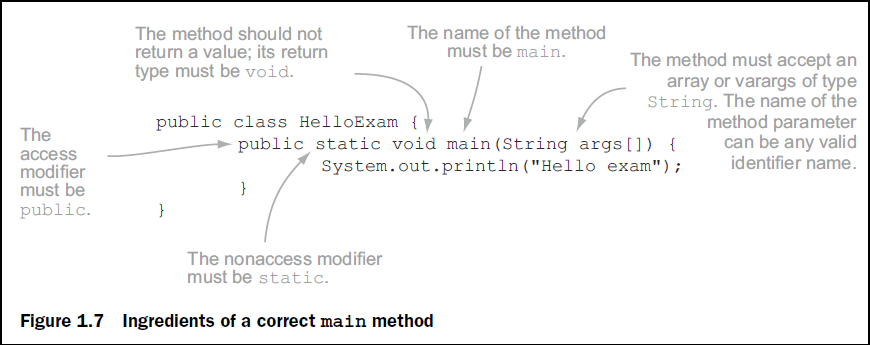 The method should not
return a value; its return
type must be void.
The name of the method
must be main.
The method must accept an
array or varargs of type
String. The name of the
method parameter
can be any valid
identifier name.
The
access
modifier
must be
public.
public class HelloExam {
public static void main(String args[]) {
System.out.println("Hello exam");
}
}
The nonaccess modifier
must be static.
Figure 1.7 Ingredients of a correct main method